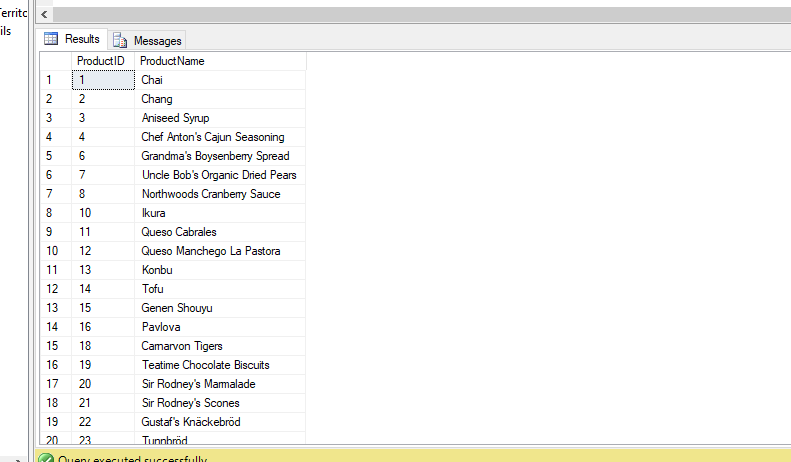 Territo
ils
Results Messages
ProductID ProductName
1 1 Chai
2 2 Chang
3 3 Aniseed Syrup
4 4 Chef Anton's Cajun Seasoning
5 6 Grandma's Boysenberry Spread
6 7 Uncle Bob's Organic Dried Pears
7 8 Northwoods Cranberry Sauce
8 10 Ikura
9 11 Queso Cabrales
10 12 Queso Manchego La Pastora
11 13 Konbu
12 14 Tofu
13 15 Genen Shouyu
14 16 Pavlova
15 18 Carnarvon Tigers
16 19 Teatime Chocolate Biscuits
17 20 Sir Rodney's Marmalade
18 21 Sir Rodney's Scones
19 22 Gustaf's Knäckebröd
20 23 Tunnbröd
Query executed successfully